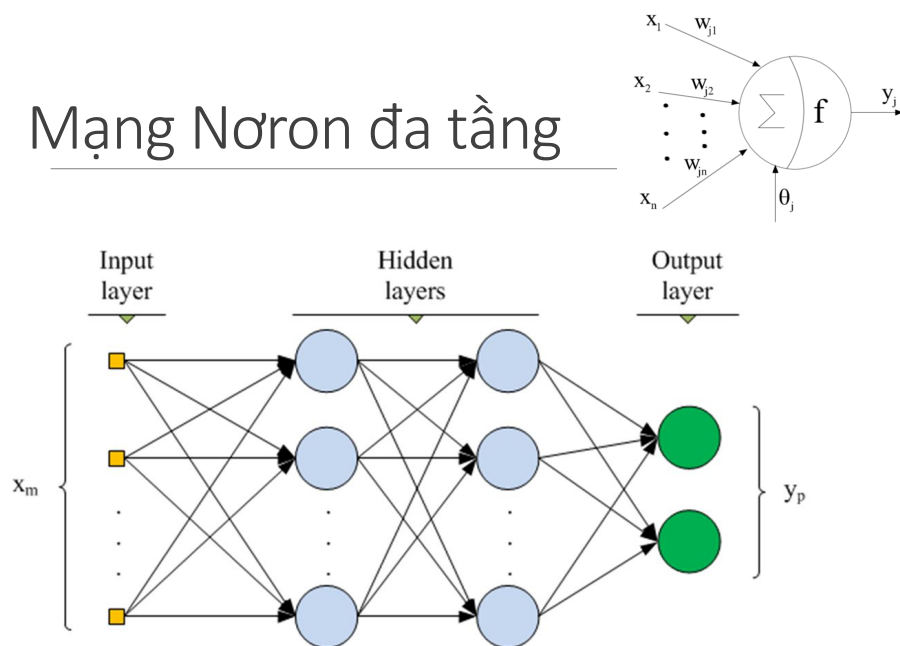 Mạng Nơron đa tầng
x1
wj1
x2
wj2
wjn
xn
∑
f
yj
θj
Input
layer
Hidden
layers
Output
layer
xm
yp